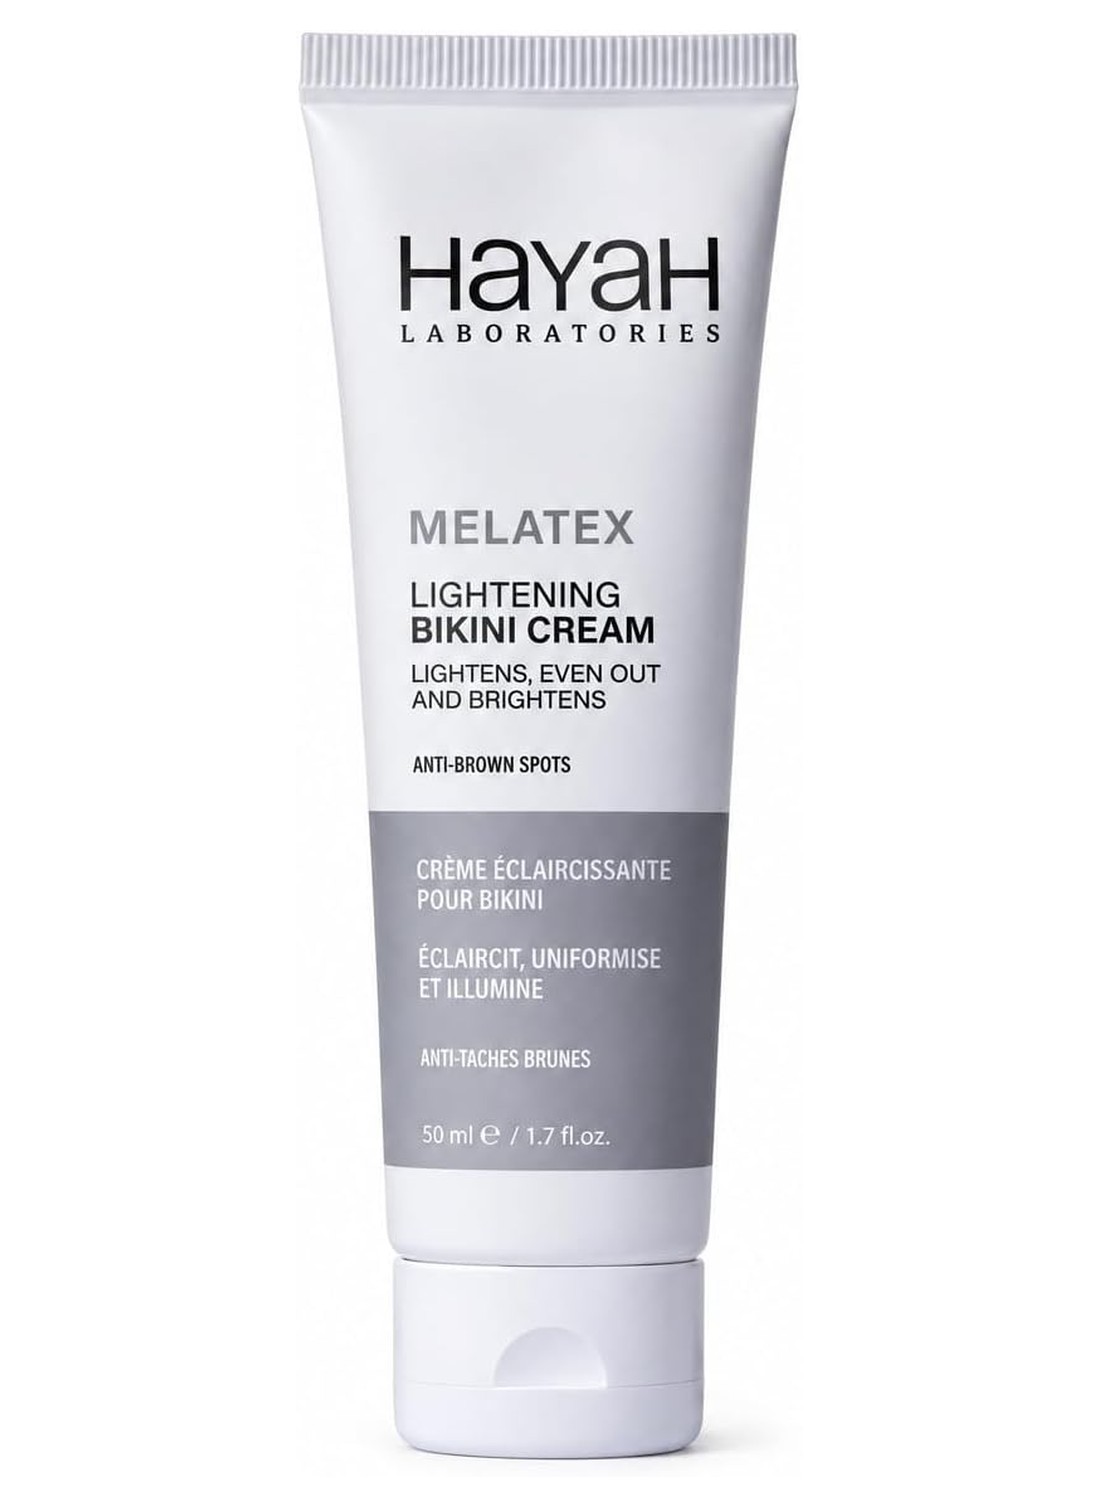 HaYaH
LABORATORIES
MELATEX
LIGHTENING
BIKINI CREAM
LIGHTENS, EVEN OUT
AND BRIGHTENS
ANTI-BROWN SPOTS
CRÈME ÉCLAIRCISSANTE
POUR BIKINI
ÉCLAIRCIT, UNIFORMISE
ET ILLUMINE
ANTI-TACHES BRUNES
50 ml ℮ / 1.7 fl.oz.